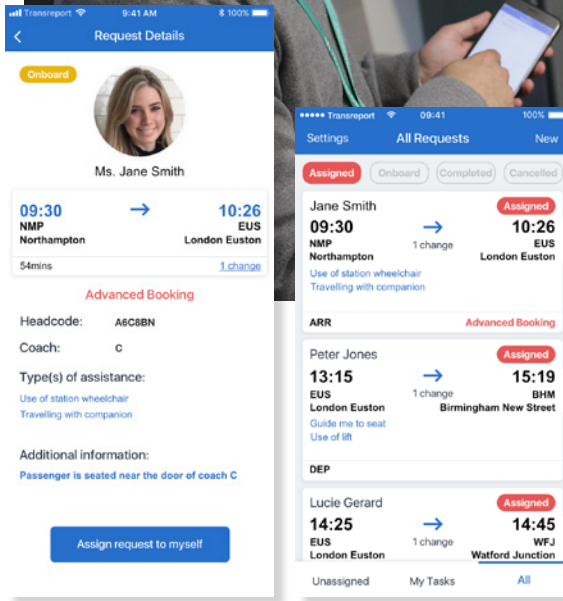 Transreport 9:41 AM 100%
Request Details
Onboard
Ms. Jane Smith
09:30 → 10:26
NMP EUS
Northampton London Euston
54mins 1 change
Advanced Booking
Headcode: A6C8BN
Coach: C
Type(s) of assistance:
Use of station wheelchair
Travelling with companion
Additional information:
Passenger is seated near the door of coach C
Assign request to myself
Transreport 09:41 100%
Settings All Requests New
Assigned Onboard Completed Cancelled
Jane Smith Assigned
09:30 → 10:26
NMP 1 change EUS
Northampton London Euston
Use of station wheelchair
Travelling with companion
ARR Advanced Booking
Peter Jones Assigned
13:15 → 15:19
EUS 1 change BHM
London Euston Birmingham New Street
Guide me to seat
Use of lift
DEP
Lucie Gerard Assigned
14:25 → 14:45
EUS 1 change WFJ
London Euston Watford Junction
Unassigned My Tasks All